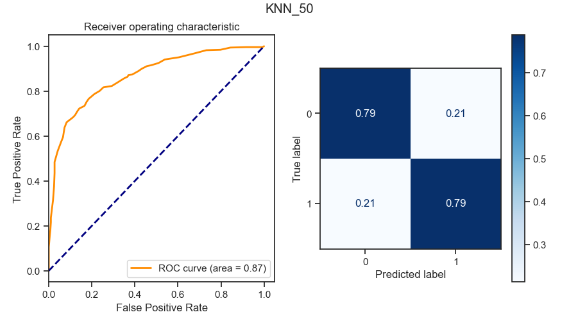 KNN_50
Receiver operating characteristic
1.0
0.8
0.6
0.4
0.2
0.0
True Positive Rate
0.0 0.2 0.4 0.6 0.8 1.0
False Positive Rate
ROC curve (area = 0.87)
True label
0
1
0.79 0.21
0.21 0.79
0 1
Predicted label
0.7
0.6
0.5
0.4
0.3